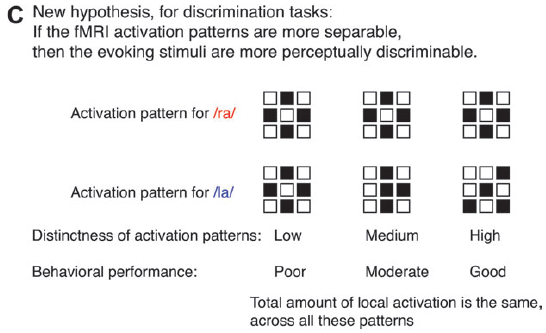 C New hypothesis, for discrimination tasks:
If the fMRI activation patterns are more separable,
then the evoking stimuli are more perceptually discriminable.
Activation pattern for /ra/
Activation pattern for /la/
Distinctness of activation patterns: Low Medium High
Behavioral performance: Poor Moderate Good
Total amount of local activation is the same,
across all these patterns